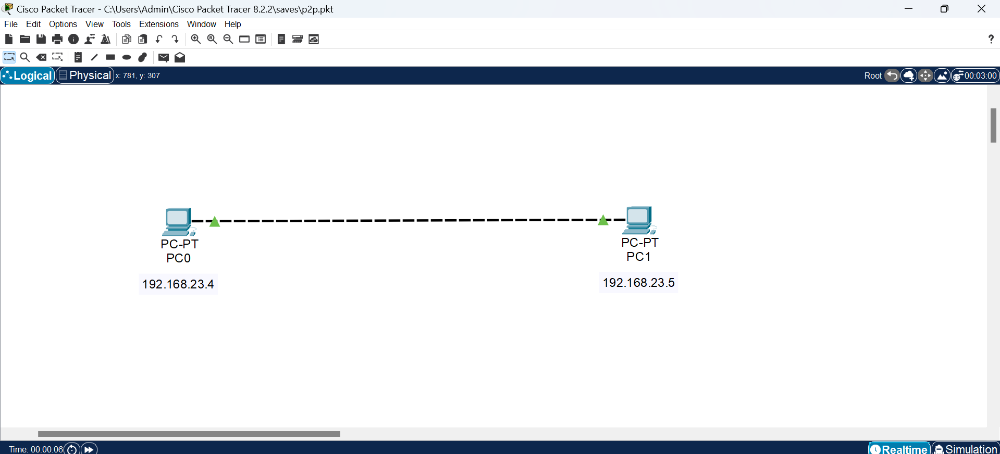 Cisco Packet Tracer - C:\Users\Admin\Cisco Packet Tracer 8.2.2\saves\p2p.pkt
File Edit Options View Tools Extensions Window Help
?
Logical Physical x: 781, y: 307 Root 00:03:00
PC-PT
PC0
192.168.23.4
PC-PT
PC1
192.168.23.5
Time: 00:00:06 Realtime Simulation